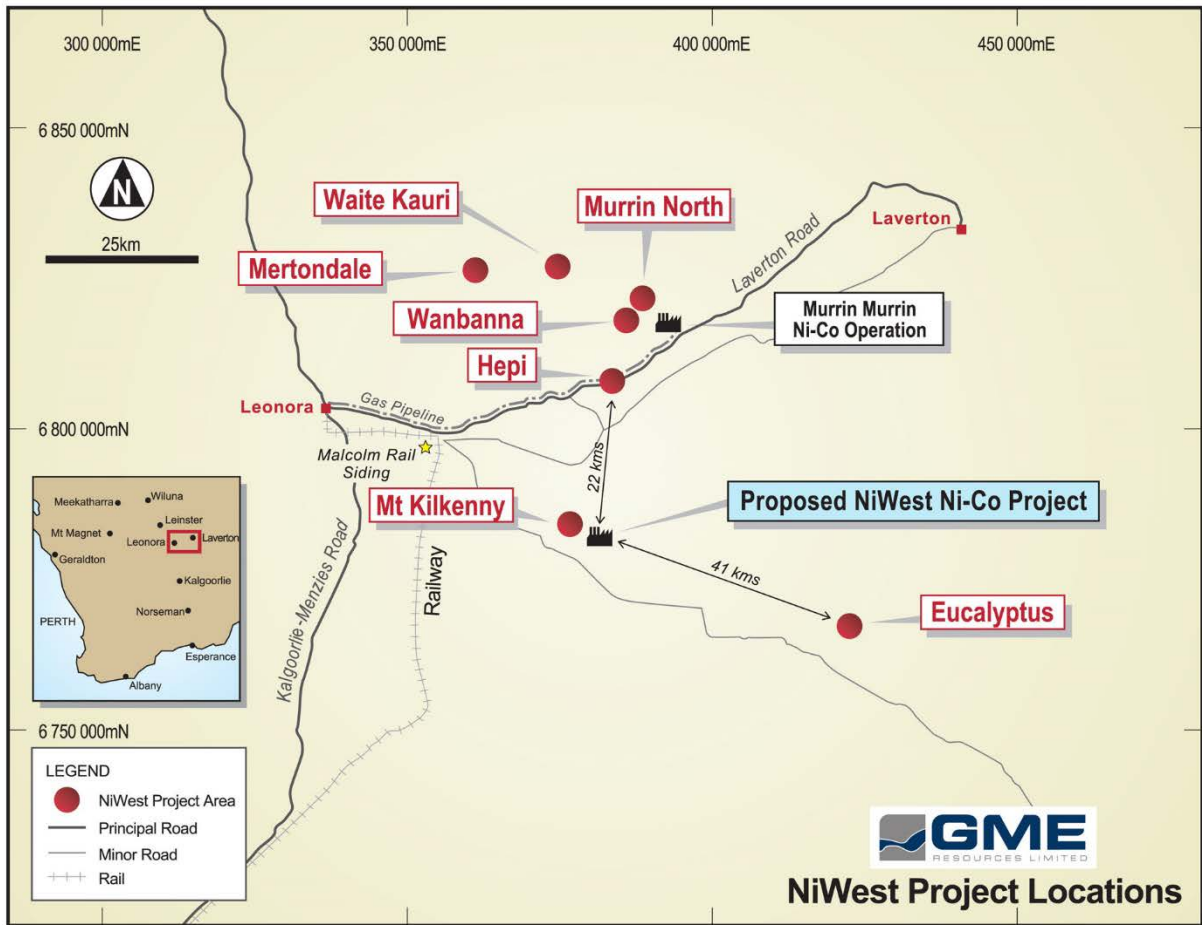 300 000mE
350 000mE
400 000mE
450 000mE
6 850 000mN
N
25km
Waite Kauri
Murrin North
Mertondale
Wanbanna
Hepi
Laverton
Laverton Road
Murrin Murrin
Ni-Co Operation
Leonora
Gas Pipeline
6 800 000mN
Malcolm Rail
Siding
22 kms
Mt Kilkenny
Proposed NiWest Ni-Co Project
41 kms
Eucalyptus
Kalgoorlie-Menzies Road
Railway
Meekatharra
Wiluna
Leinster
Mt Magnet
Leonora
Laverton
Geraldton
Kalgoorlie
Norseman
PERTH
Esperance
Albany
6 750 000mN
LEGEND
NiWest Project Area
Principal Road
Minor Road
Rail
GME
RESOURCES LIMITED
NiWest Project Locations